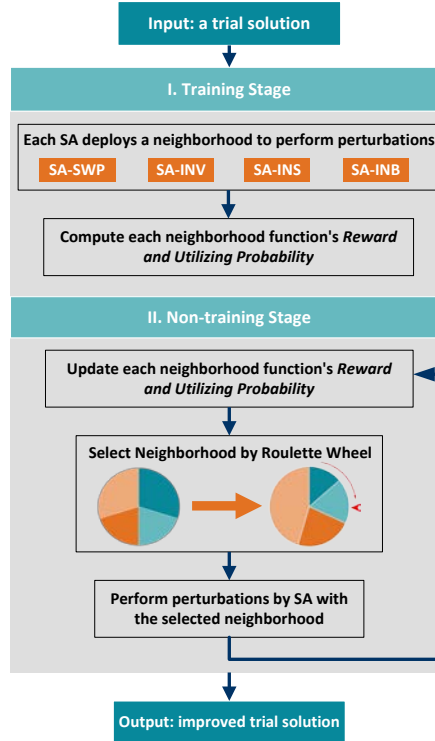 Input: a trial solution
I. Training Stage
Each SA deploys a neighborhood to perform perturbations
SA-SWP SA-INV SA-INS SA-INB
Compute each neighborhood function's Reward
and Utilizing Probability
II. Non-training Stage
Update each neighborhood function's Reward
and Utilizing Probability
Select Neighborhood by Roulette Wheel
Perform perturbations by SA with
the selected neighborhood
Output: improved trial solution